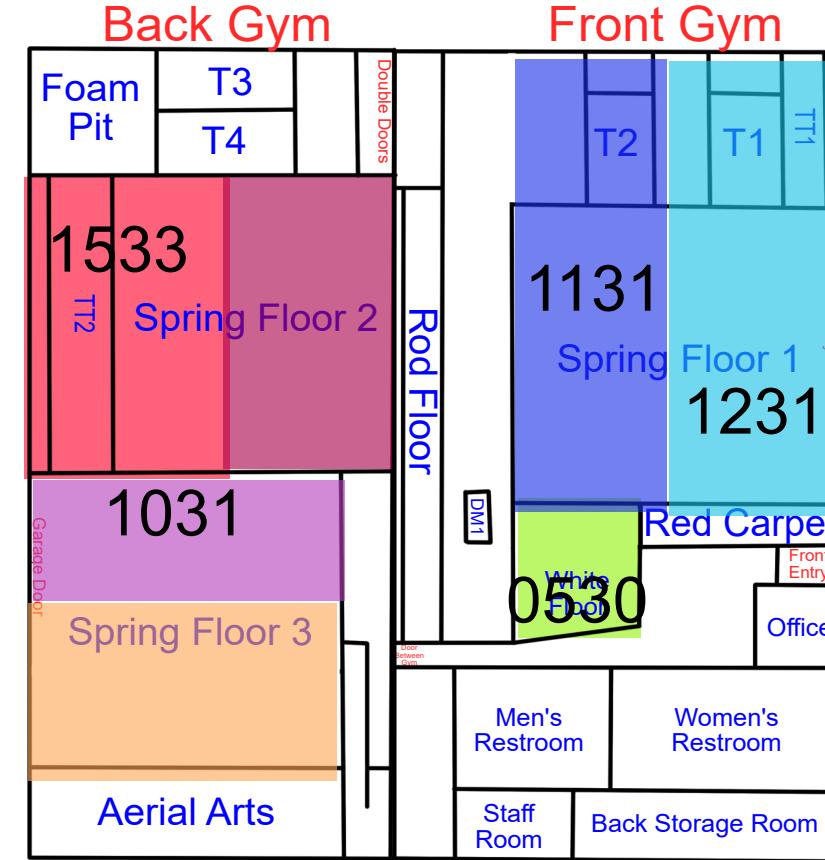 Back Gym
Front Gym
Foam
Pit
T3
T4
Double Doors
T2
T1
TT1
1533
TT2
Spring Floor 2
Rod Floor
1131
Spring Floor 1
1231
1031
Garage Door
DM1
Red Carpe
White
Floor
0530
Front
Entry
Spring Floor 3
Office
Door
Between
Gym
Men's
Restroom
Women's
Restroom
Aerial Arts
Staff
Room
Back Storage Room